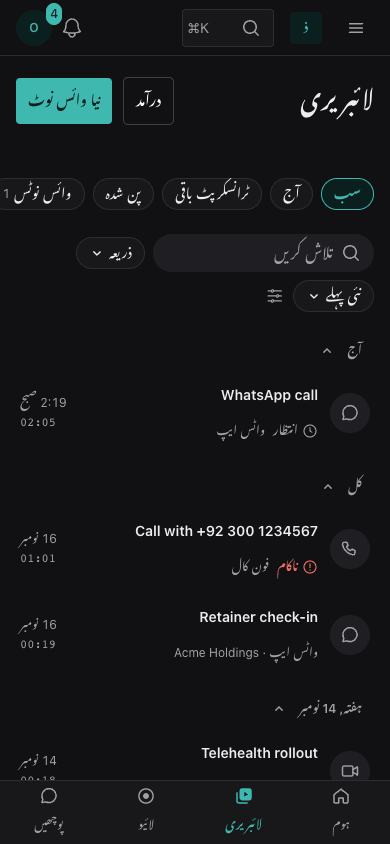 ذ
⌘K
4
O
لائبریری
درآمد
نیا وائس نوٹ
سب
آج
ٹرانسکرپٹ باقی
پن شدہ
وائس نوٹس 1
تلاش کریں
ذریعہ
نئی پہلے
آج
WhatsApp call
2:19 صبح
انتظار واٹس ایپ
02:05
کل
Call with +92 300 1234567
16 نومبر
ناکام فون کال
01:01
Retainer check-in
16 نومبر
واٹس ایپ · Acme Holdings
00:19
ہفتہ, 14 نومبر
Telehealth rollout
14 نومبر
ہوم
لائبریری
لائیو
پوچھیں